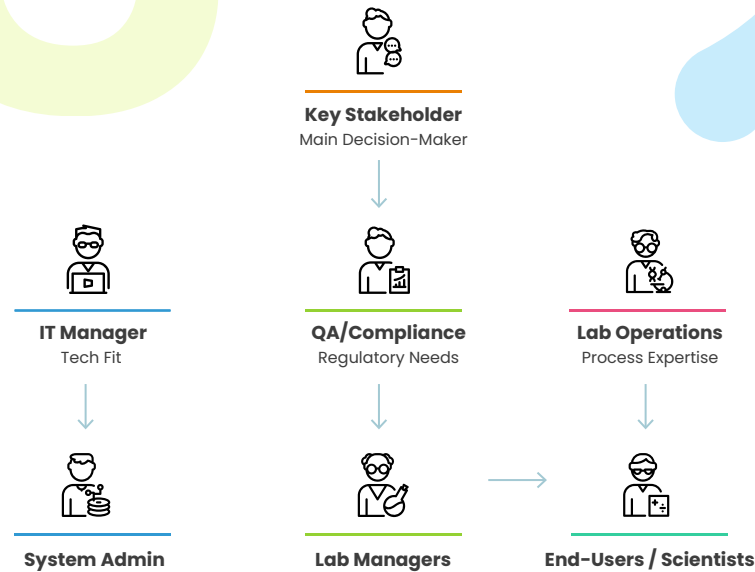 Key Stakeholder
Main Decision-Maker
IT Manager
Tech Fit
QA/Compliance
Regulatory Needs
Lab Operations
Process Expertise
System Admin
Lab Managers
End-Users / Scientists